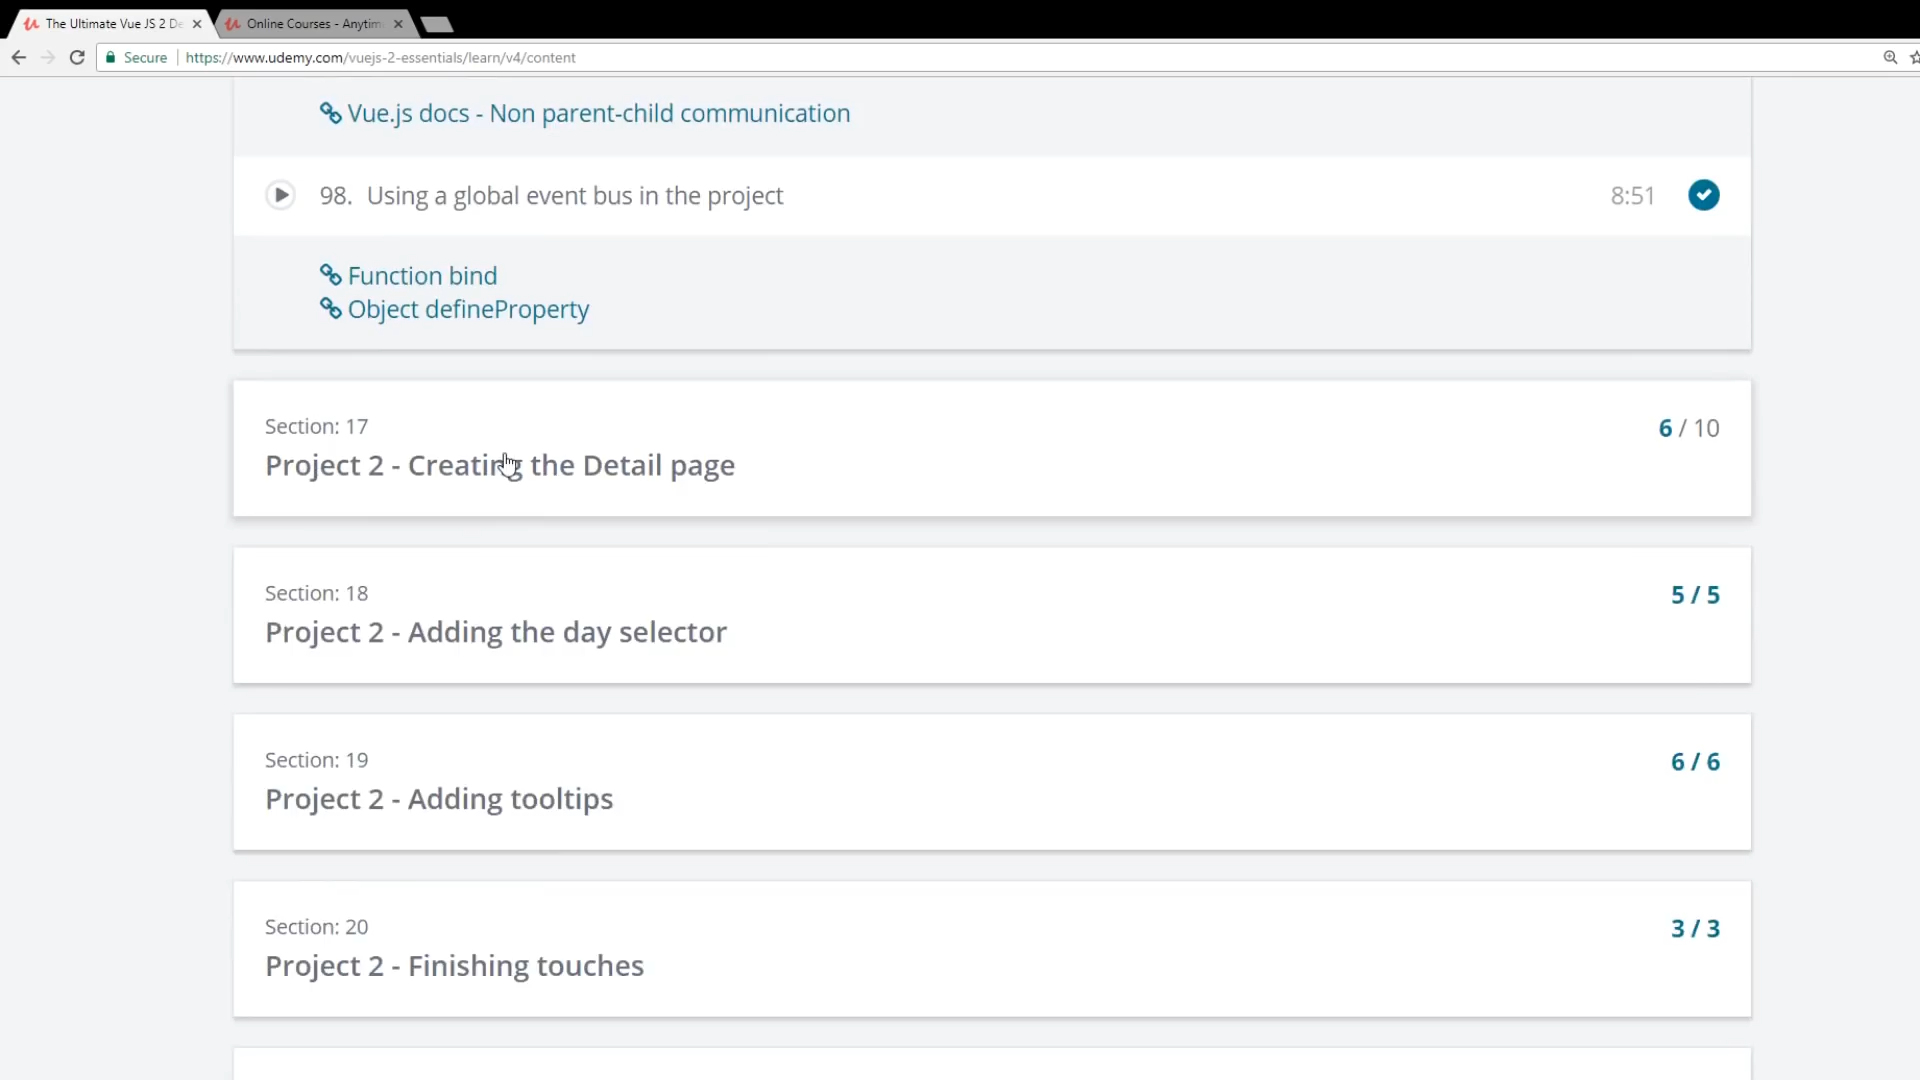 The Ultimate Vue JS 2 De
Online Courses - Anytim
Secure https://www.udemy.com/vuejs-2-essentials/learn/v4/content
Vue.js docs - Non parent-child communication
98. Using a global event bus in the project 8:51
Function bind
Object defineProperty
Section: 17 6 / 10
Project 2 - Creating the Detail page
Section: 18 5 / 5
Project 2 - Adding the day selector
Section: 19 6 / 6
Project 2 - Adding tooltips
Section: 20 3 / 3
Project 2 - Finishing touches